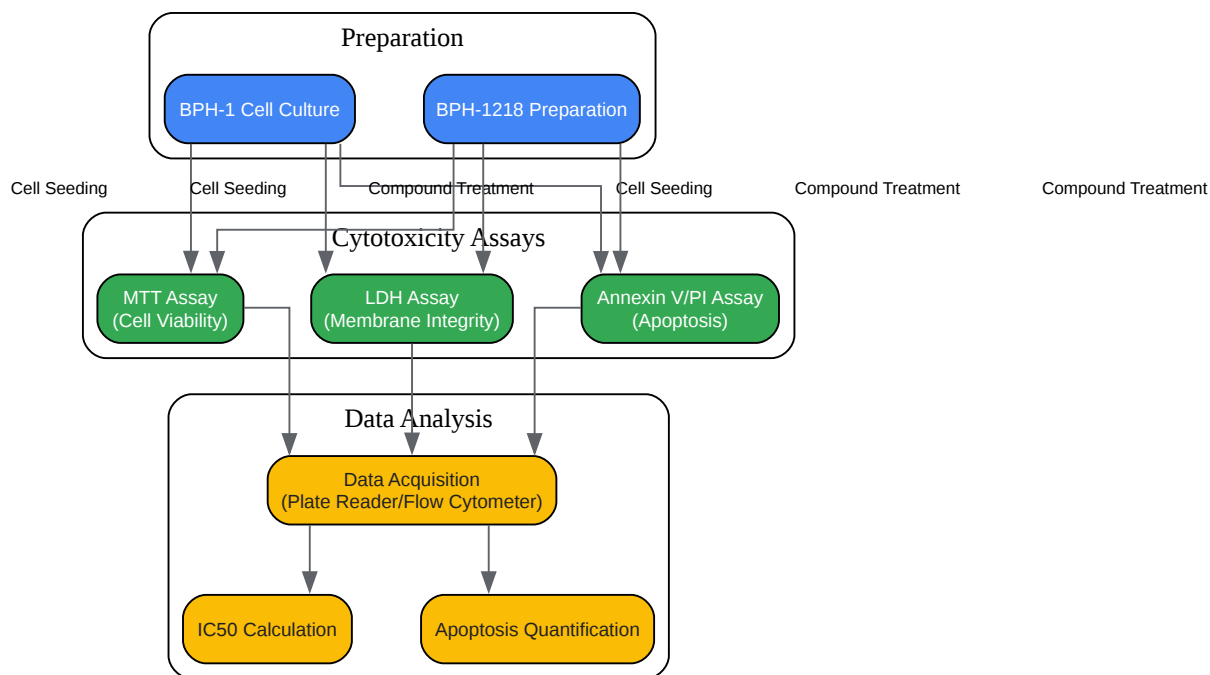 Preparation
BPH-1 Cell Culture
BPH-1218 Preparation
Cell Seeding
Cell Seeding
Compound Treatment
Cell Seeding
Compound Treatment
Compound Treatment
Cytotoxicity Assays
MTT Assay
(Cell Viability)
LDH Assay
(Membrane Integrity)
Annexin V/PI Assay
(Apoptosis)
Data Analysis
Data Acquisition
(Plate Reader/Flow Cytometer)
IC50 Calculation
Apoptosis Quantification